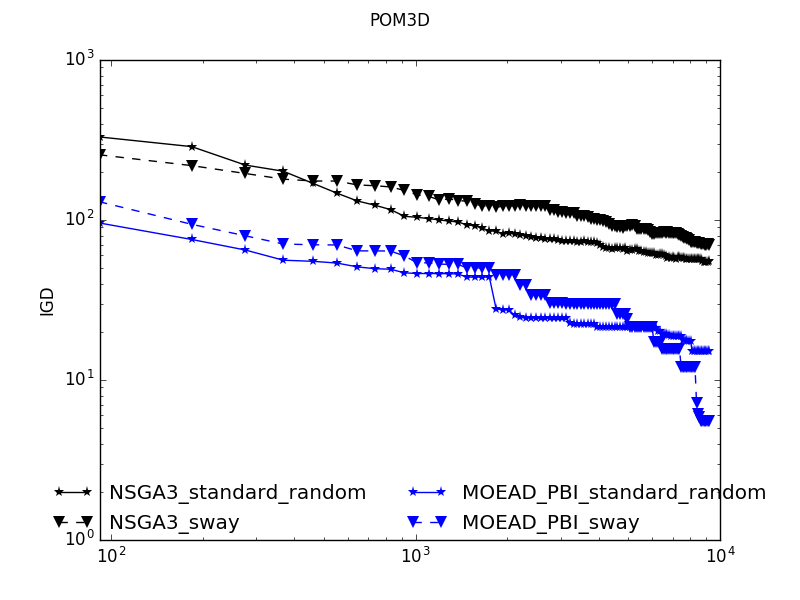 POM3D
10^3
10^2
IGD
10^1
NSGA3_standard_random MOEAD_PBI_standard_random
NSGA3_sway MOEAD_PBI_sway
10^0
10^2 10^3 10^4